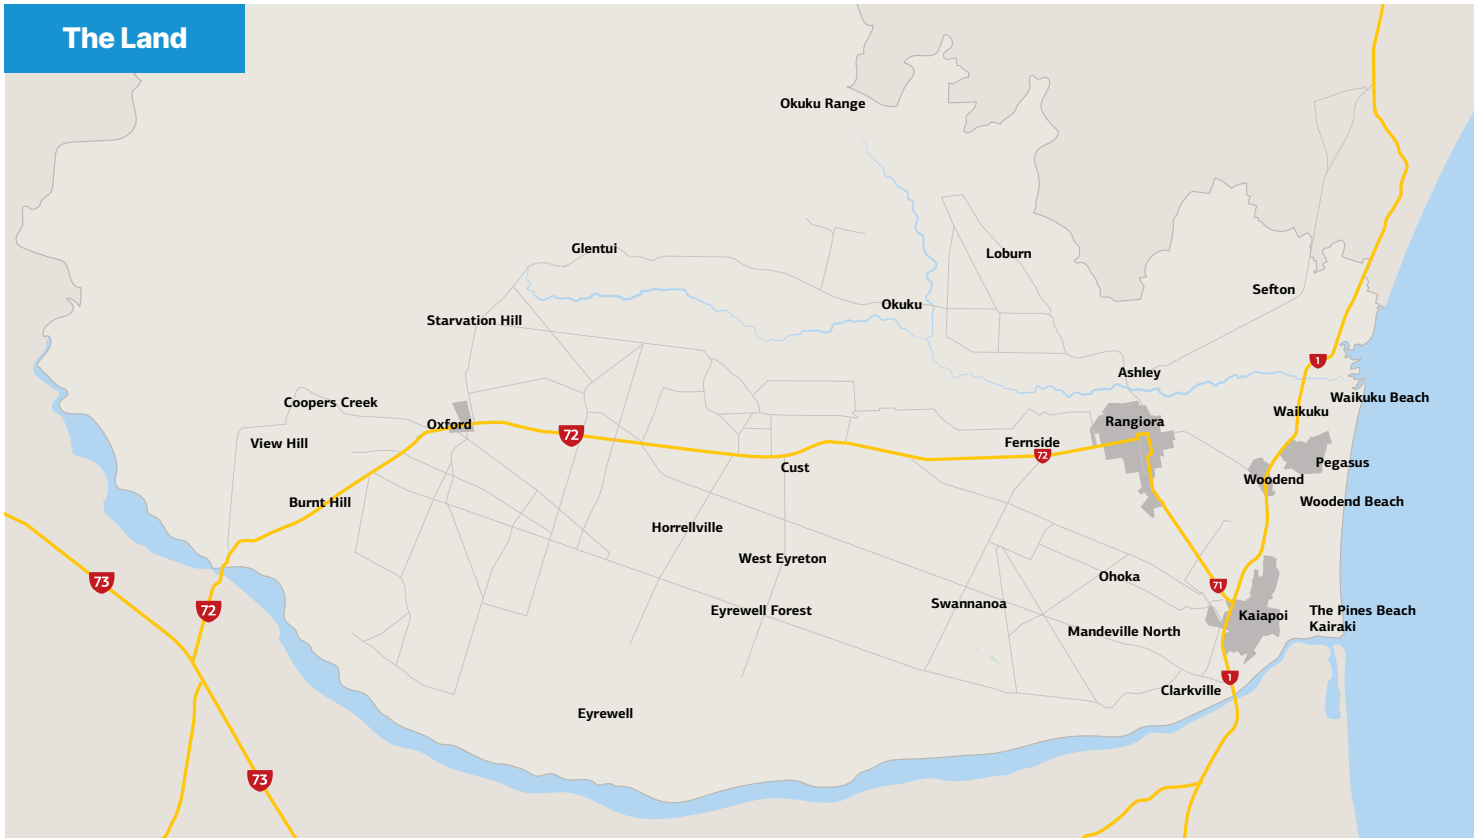 The Land
Okuku Range
Glentui
Loburn
Sefton
Okuku
Starvation Hill
1
Ashley
Waikuku Beach
Coopers Creek
Waikuku
Oxford
Rangiora
72
View Hill
Fernside
72
Cust
Pegasus
Woodend
Burnt Hill
Woodend Beach
Horrellville
West Eyreton
73
Ohoka
71
72
Eyrewell Forest
Swannanoa
Kaiapoi
The Pines Beach
Kairaki
Mandeville North
1
Clarkville
Eyrewell
73